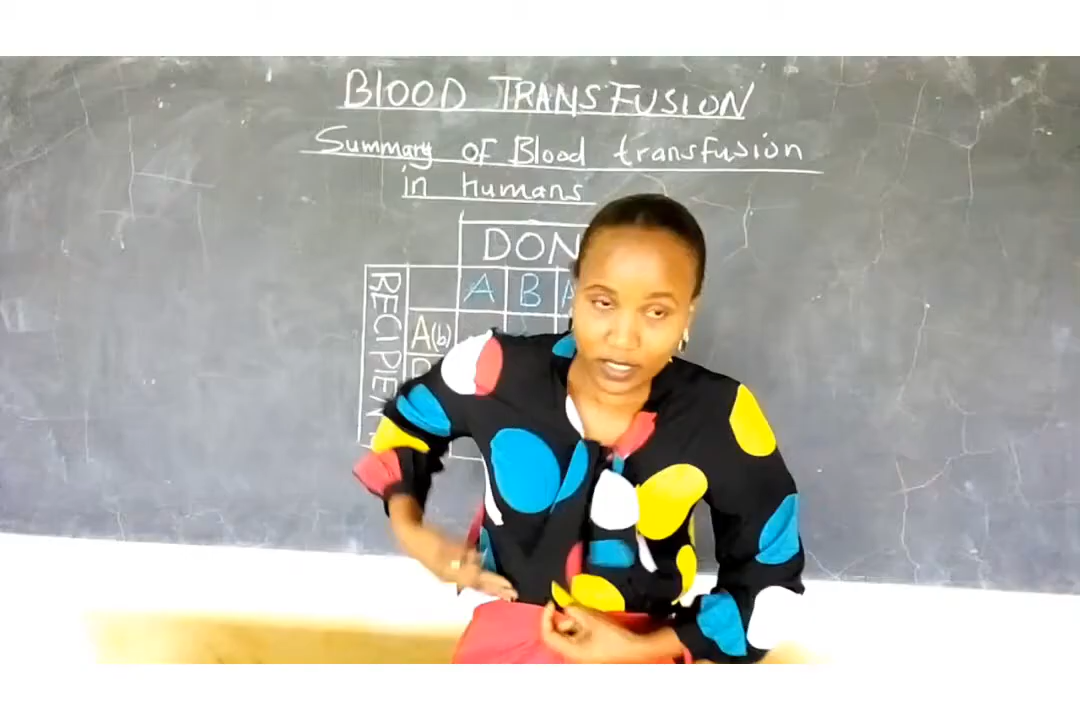 BLOOD TRANSFUSION
Summary of Blood transfusion
in humans
DON
A B A
RECIPIEN
A(b)